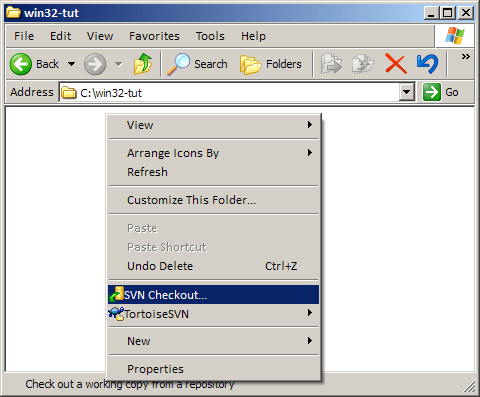 win32-tut
File Edit View Favorites Tools Help
Back Search Folders »
Address C:\win32-tut Go
View
Arrange Icons By
Refresh
Customize This Folder...
Paste
Paste Shortcut
Undo Delete Ctrl+Z
SVN Checkout...
TortoiseSVN
New
Properties
Check out a working copy from a repository